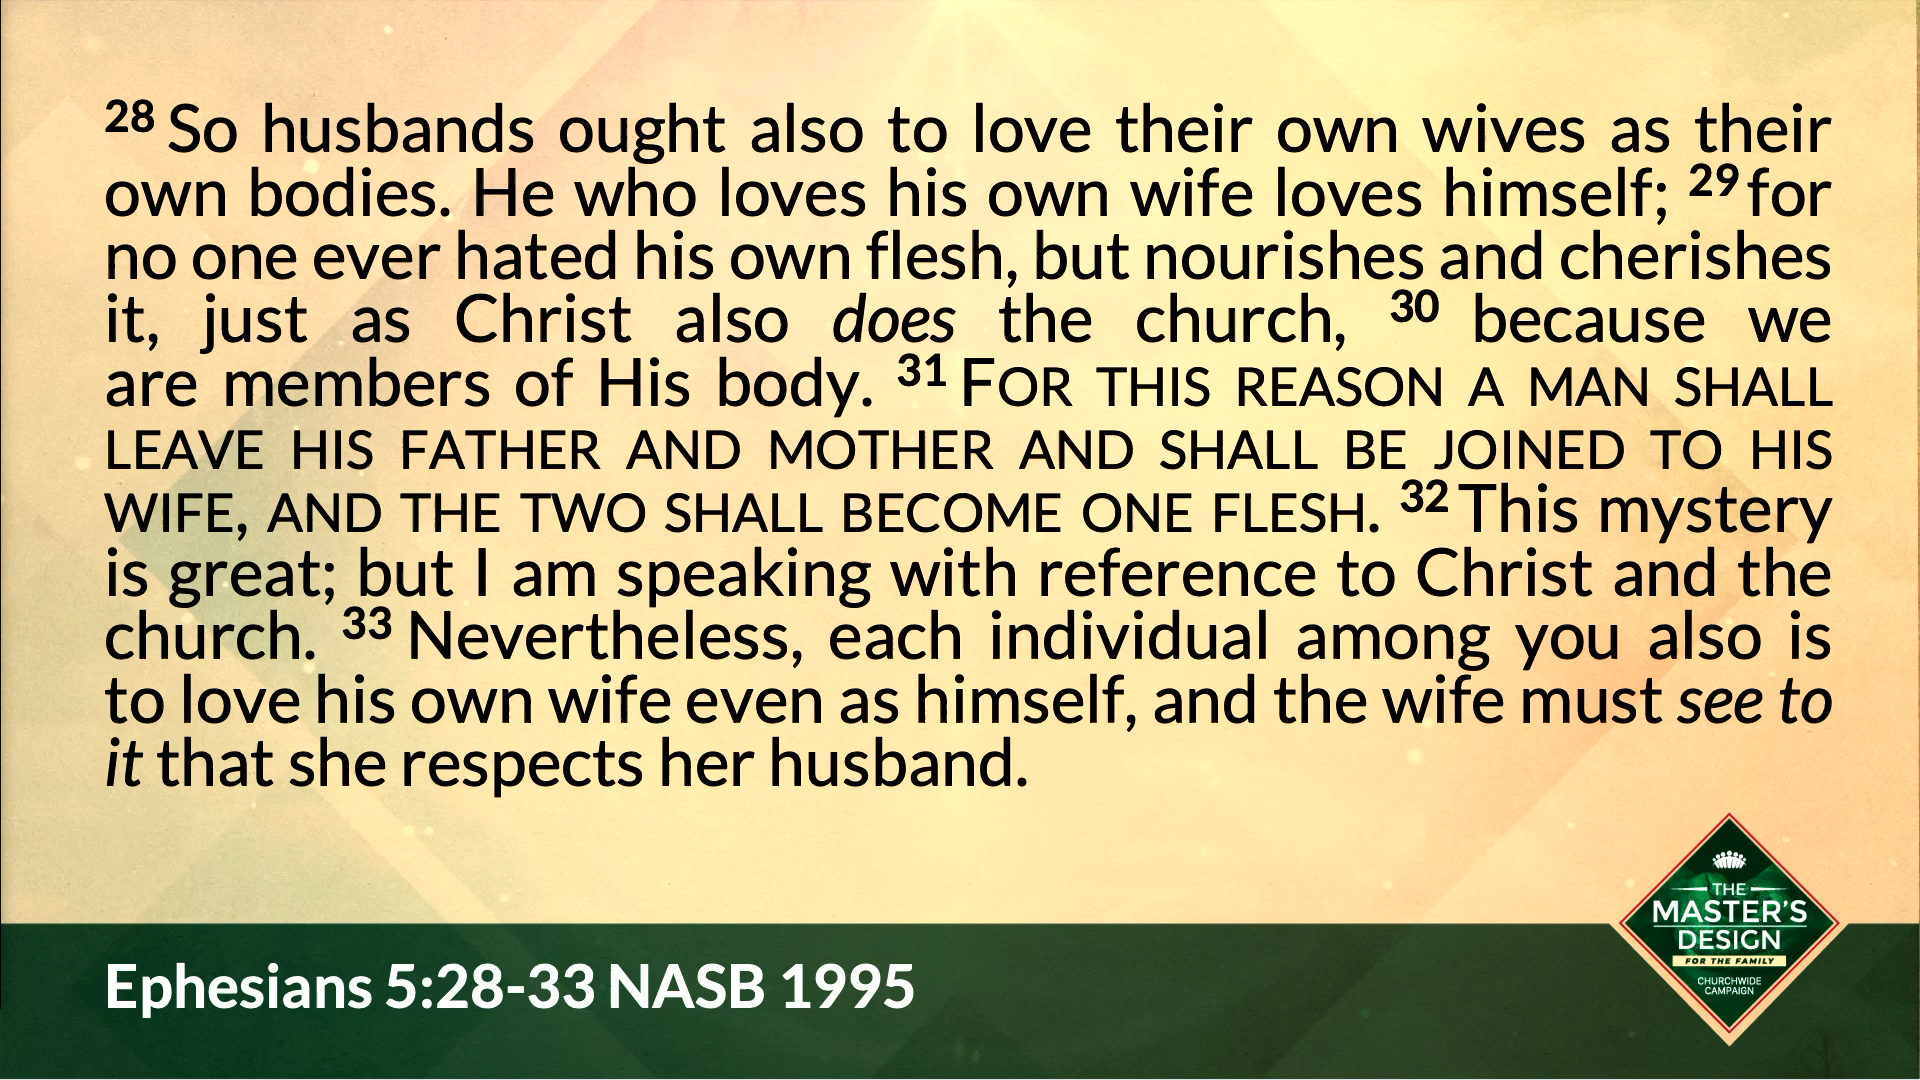 28 So husbands ought also to love their own wives as their
own bodies. He who loves his own wife loves himself; 29 for
no one ever hated his own flesh, but nourishes and cherishes
it, just as Christ also does the church, 30 because we
are members of His body. 31 FOR THIS REASON A MAN SHALL
LEAVE HIS FATHER AND MOTHER AND SHALL BE JOINED TO HIS
WIFE, AND THE TWO SHALL BECOME ONE FLESH. 32 This mystery
is great; but I am speaking with reference to Christ and the
church. 33 Nevertheless, each individual among you also is
to love his own wife even as himself, and the wife must see to
it that she respects her husband.
Ephesians 5:28-33 NASB 1995
THE
MASTER'S
DESIGN
FOR THE FAMILY
CHURCHWIDE
CAMPAIGN